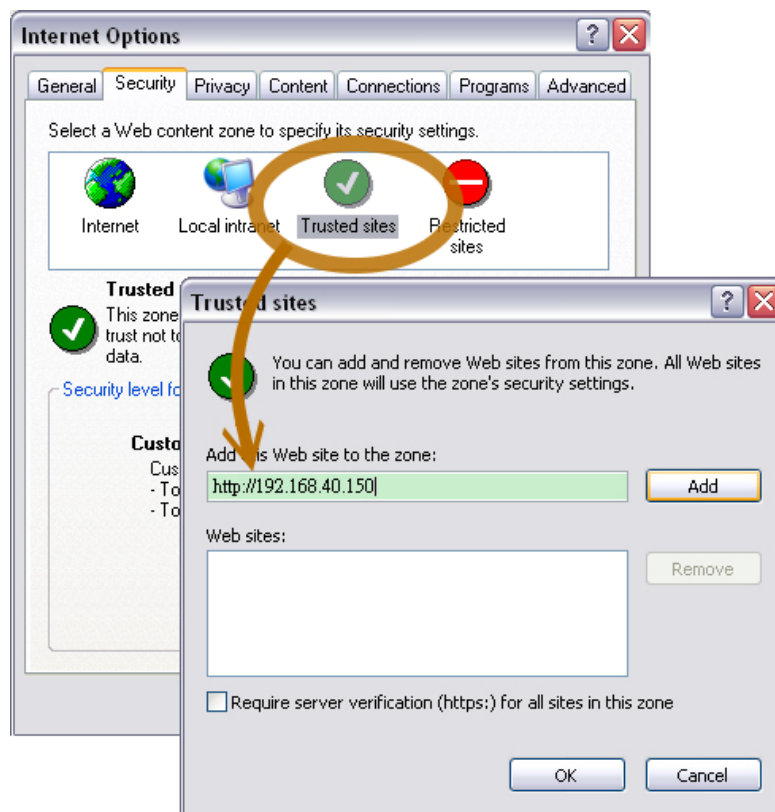 Internet Options
General Security Privacy Content Connections Programs Advanced
Select a Web content zone to specify its security settings.
Internet Local intranet Trusted sites Restricted sites
Trusted
This zone
trust not to
data.
Security level fo
Custo
Cus
- To
- To
Trusted sites
You can add and remove Web sites from this zone. All Web sites
in this zone will use the zone's security settings.
Add this Web site to the zone:
http://192.168.40.150
Add
Web sites:
Remove
Require server verification (https:) for all sites in this zone
OK Cancel